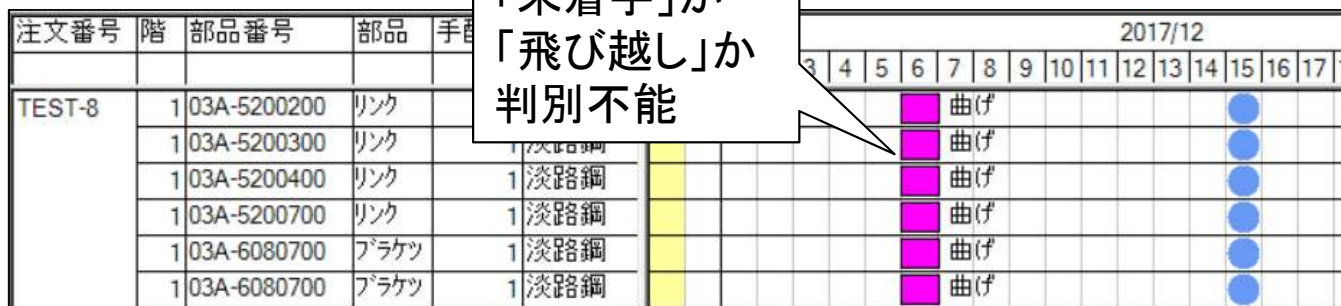 「未着手」か
「飛び越し」か
判別不能
注文番号 階 部品番号 部品 2017/12
3 4 5 6 7 8 9 10 11 12 13 14 15 16 17
TEST-8 1 03A-5200200 リンク 曲げ
1 03A-5200300 リンク 1 淡路鋼 曲げ
1 03A-5200400 リンク 1 淡路鋼 曲げ
1 03A-5200700 リンク 1 淡路鋼 曲げ
1 03A-6080700 ブラケツ 1 淡路鋼 曲げ
1 03A-6080700 ブラケツ 1 淡路鋼 曲げ